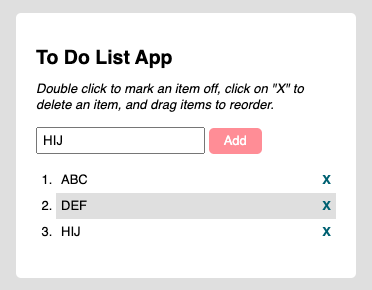 To Do List App
Double click to mark an item off, click on "X" to
delete an item, and drag items to reorder.
HIJ Add
1. ABC X
2. DEF X
3. HIJ X